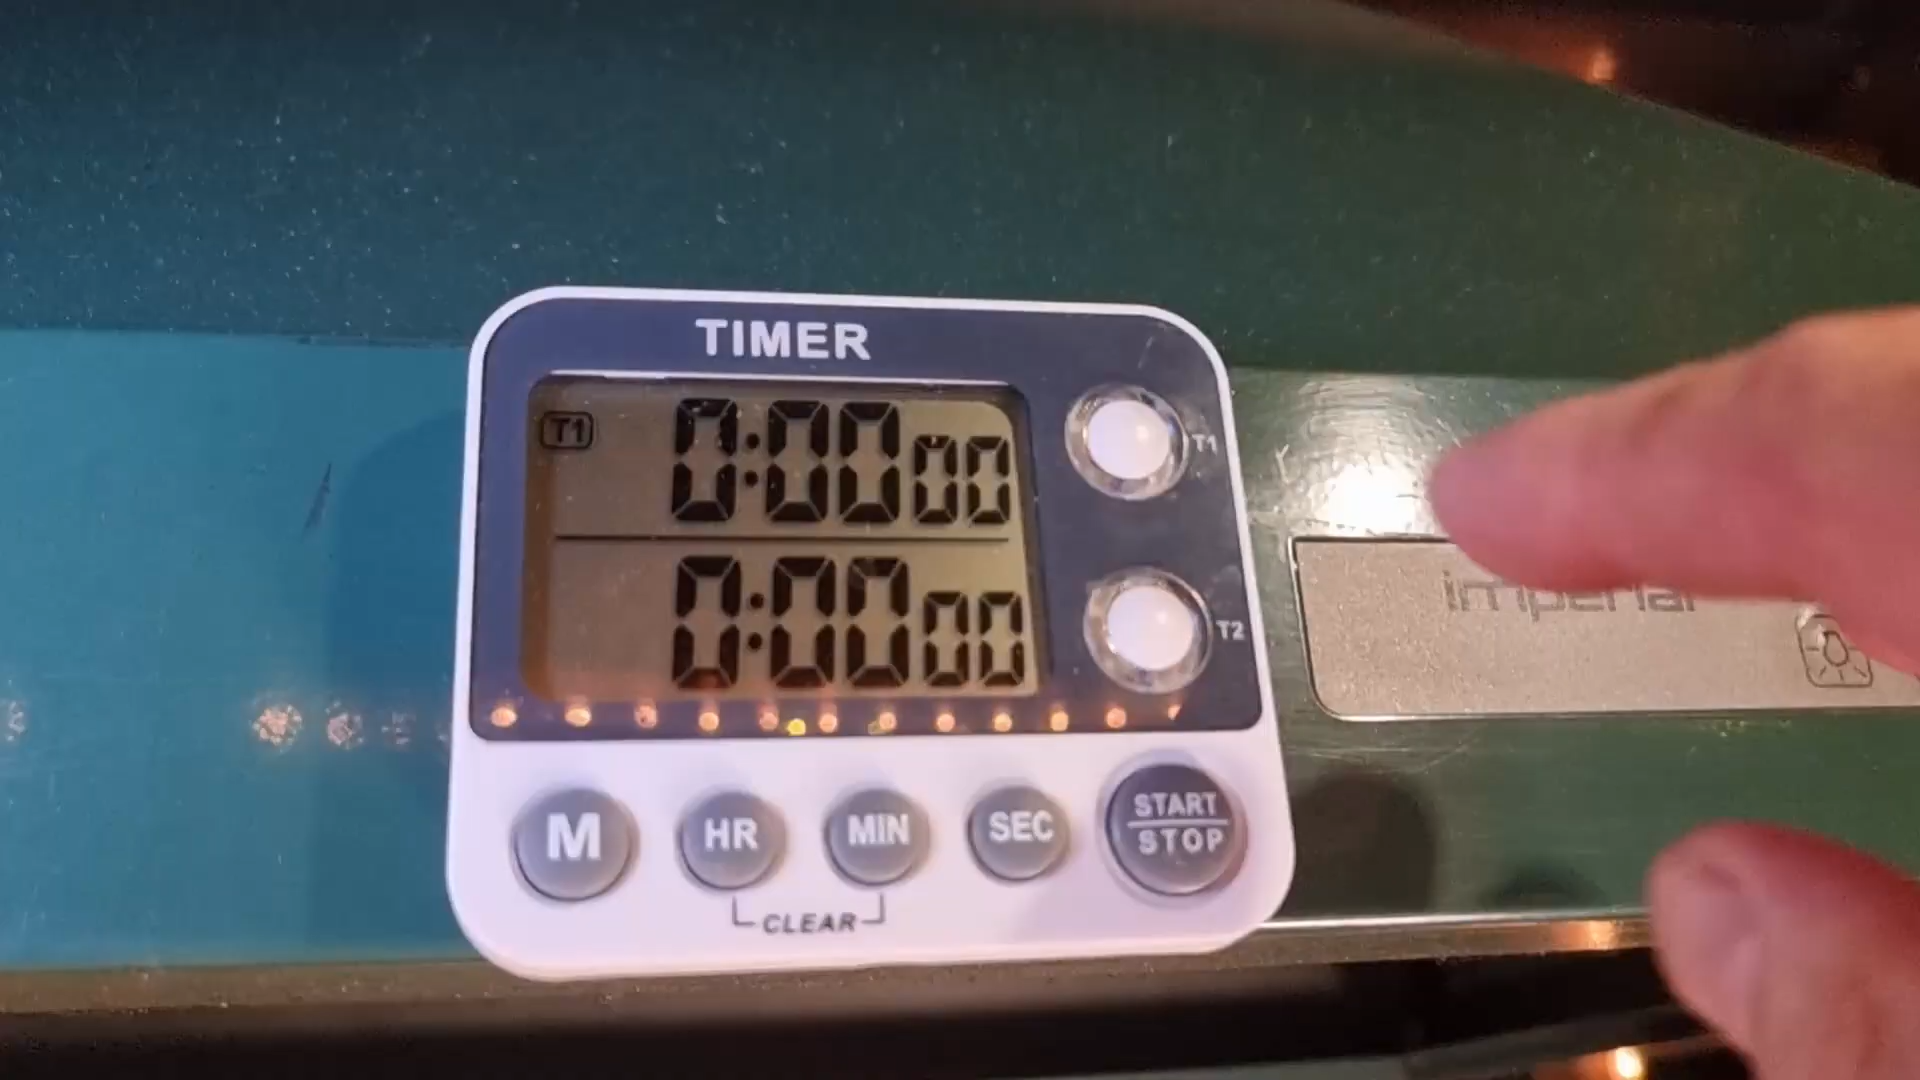 TIMER
T1
0:00 00
T1
0:00 00
T2
M
HR
MIN
SEC
START
STOP
CLEAR
imperial